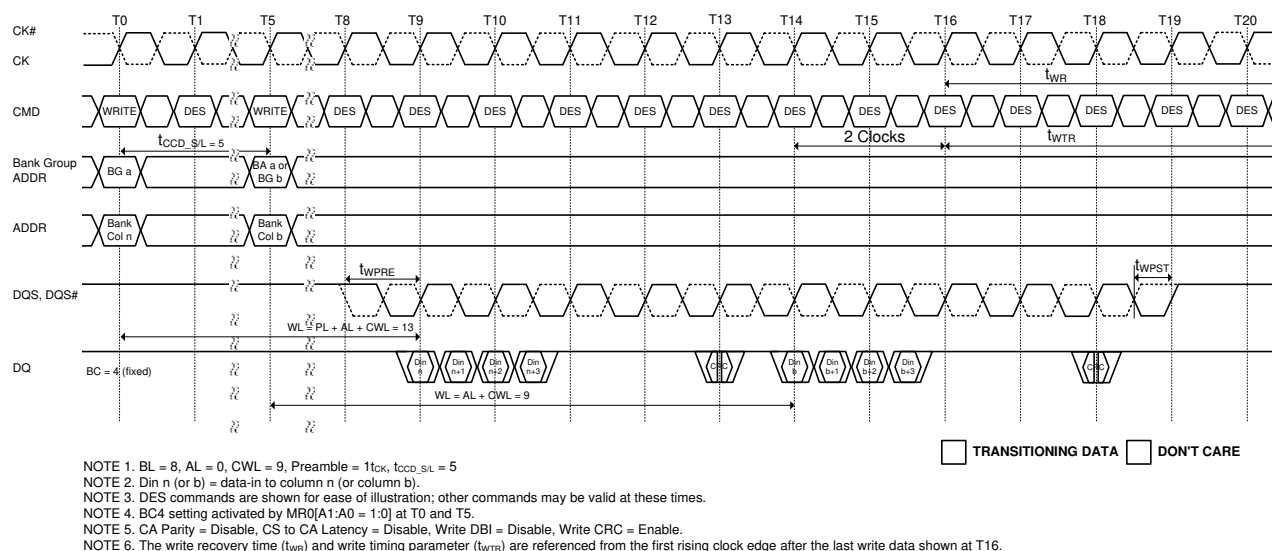 T0 T1 T5 T8 T9 T10 T11 T12 T13 T14 T15 T16 T17 T18 T19 T20
CK#
CK
tWR
CMD WRITE DES WRITE DES DES DES DES DES DES DES DES DES DES DES DES DES
tCCD_S/L = 5
2 Clocks
tWTR
Bank Group
ADDR
BG a
BA a or
BG b
ADDR
Bank
Col n
Bank
Col b
tWPRE
tWPST
DQS, DQS#
WL = PL + AL + CWL = 13
DQ
BC = 4 (fixed)
Din
n
Din
n+1
Din
n+2
Din
n+3
CRC
Din
b
Din
b+1
Din
b+2
Din
b+3
CRC
WL = AL + CWL = 9
TRANSITIONING DATA DON'T CARE
NOTE 1. BL = 8, AL = 0, CWL = 9, Preamble = 1tCK, tCCD_S/L = 5
NOTE 2. Din n (or b) = data-in to column n (or column b).
NOTE 3. DES commands are shown for ease of illustration; other commands may be valid at these times.
NOTE 4. BC4 setting activated by MR0[A1:A0 = 1:0] at T0 and T5.
NOTE 5. CA Parity = Disable, CS to CA Latency = Disable, Write DBI = Disable, Write CRC = Enable.
NOTE 6. The write recovery time (tWR) and write timing parameter (tWTR) are referenced from the first rising clock edge after the last write data shown at T16.